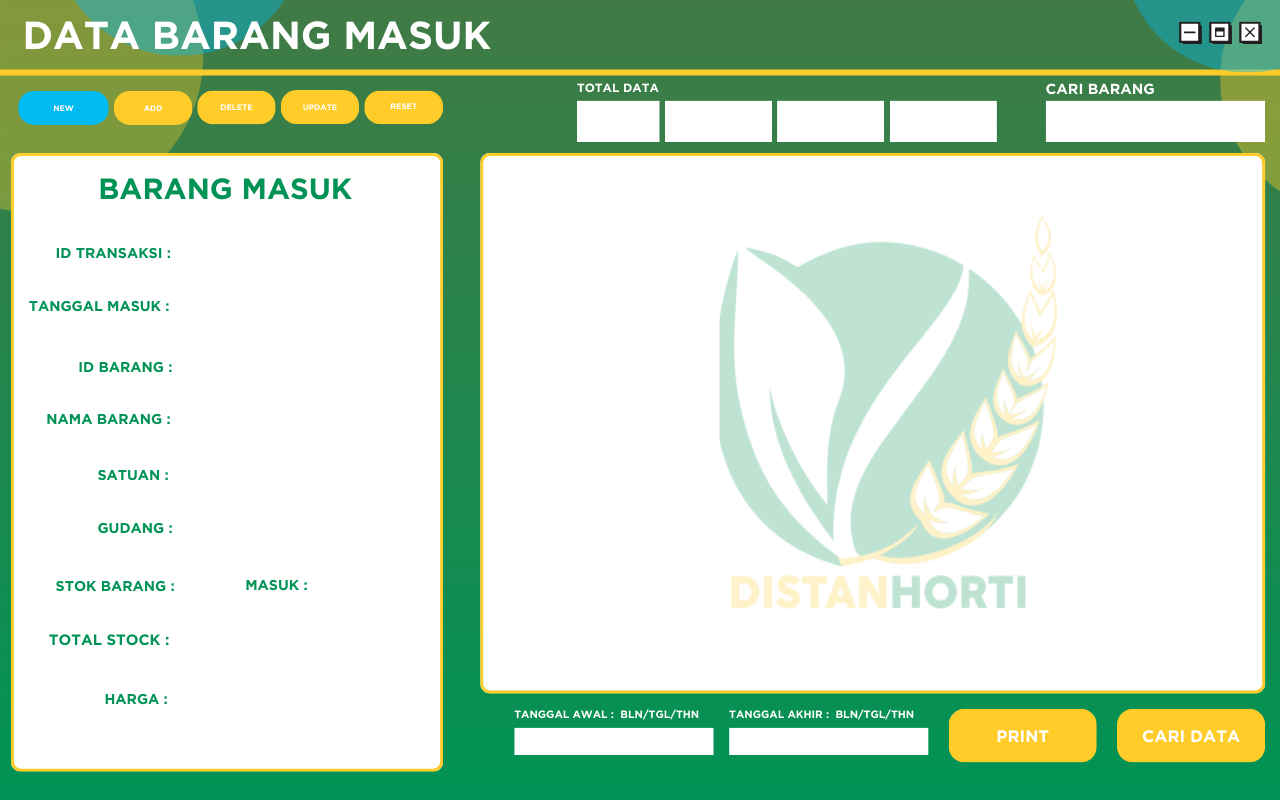 DATA BARANG MASUK
NEW
ADD
DELETE
UPDATE
RESET
TOTAL DATA
CARI BARANG
BARANG MASUK
ID TRANSAKSI :
TANGGAL MASUK :
ID BARANG :
NAMA BARANG :
SATUAN :
GUDANG :
STOK BARANG :
MASUK :
TOTAL STOCK :
HARGA :
DISTANHORTI
TANGGAL AWAL : BLN/TGL/THN
TANGGAL AKHIR : BLN/TGL/THN
PRINT
CARI DATA